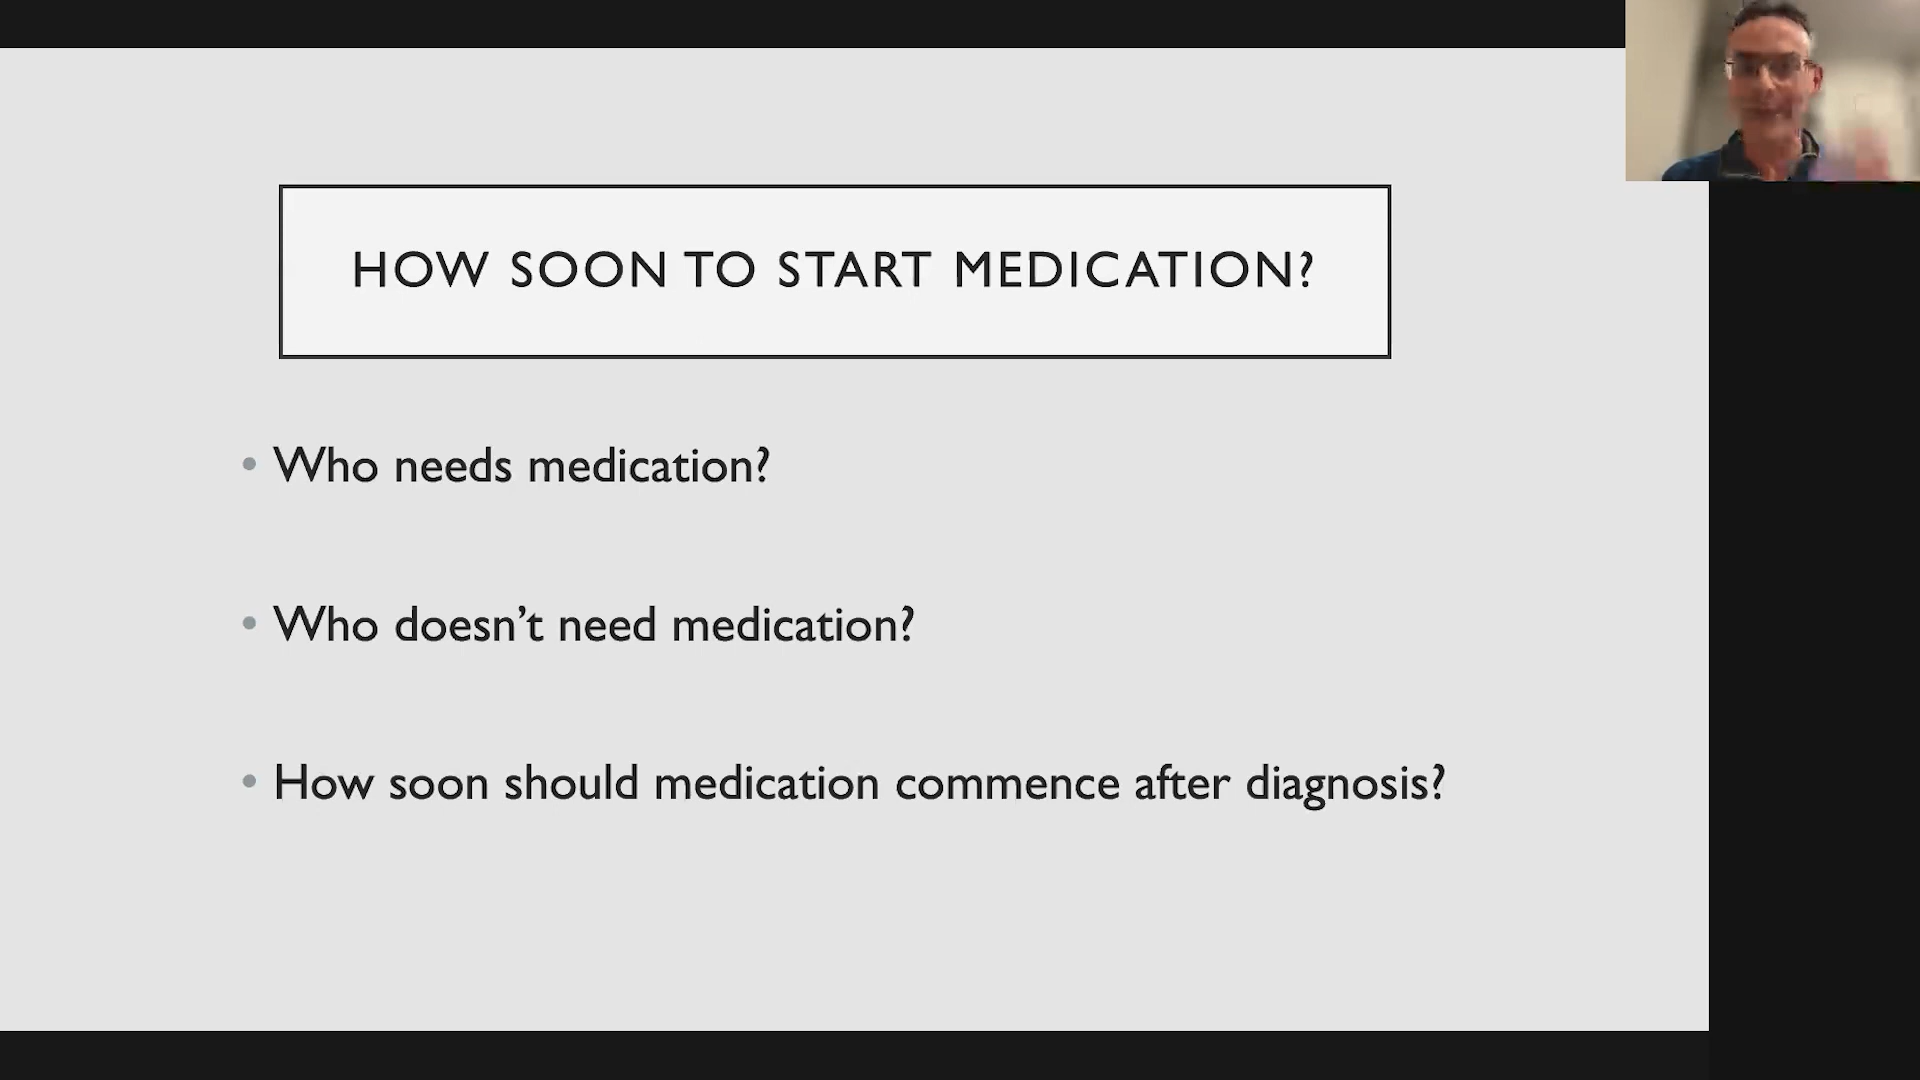 HOW SOON TO START MEDICATION?
• Who needs medication?
• Who doesn’t need medication?
• How soon should medication commence after diagnosis?